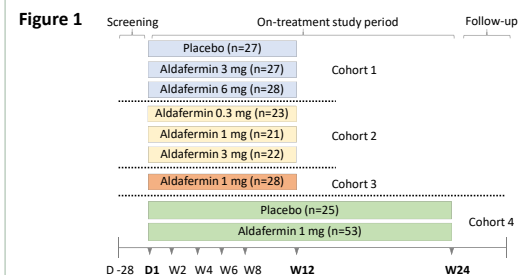 Figure 1
Screening On-treatment study period Follow-up
Placebo (n=27)
Aldafermin 3 mg (n=27)
Aldafermin 6 mg (n=28)
Cohort 1
Aldafermin 0.3 mg (n=23)
Aldafermin 1 mg (n=21)
Aldafermin 3 mg (n=22)
Cohort 2
Aldafermin 1 mg (n=28)
Cohort 3
Placebo (n=25)
Aldafermin 1 mg (n=53)
Cohort 4
D -28 D1 W2 W4 W6 W8 W12 W24